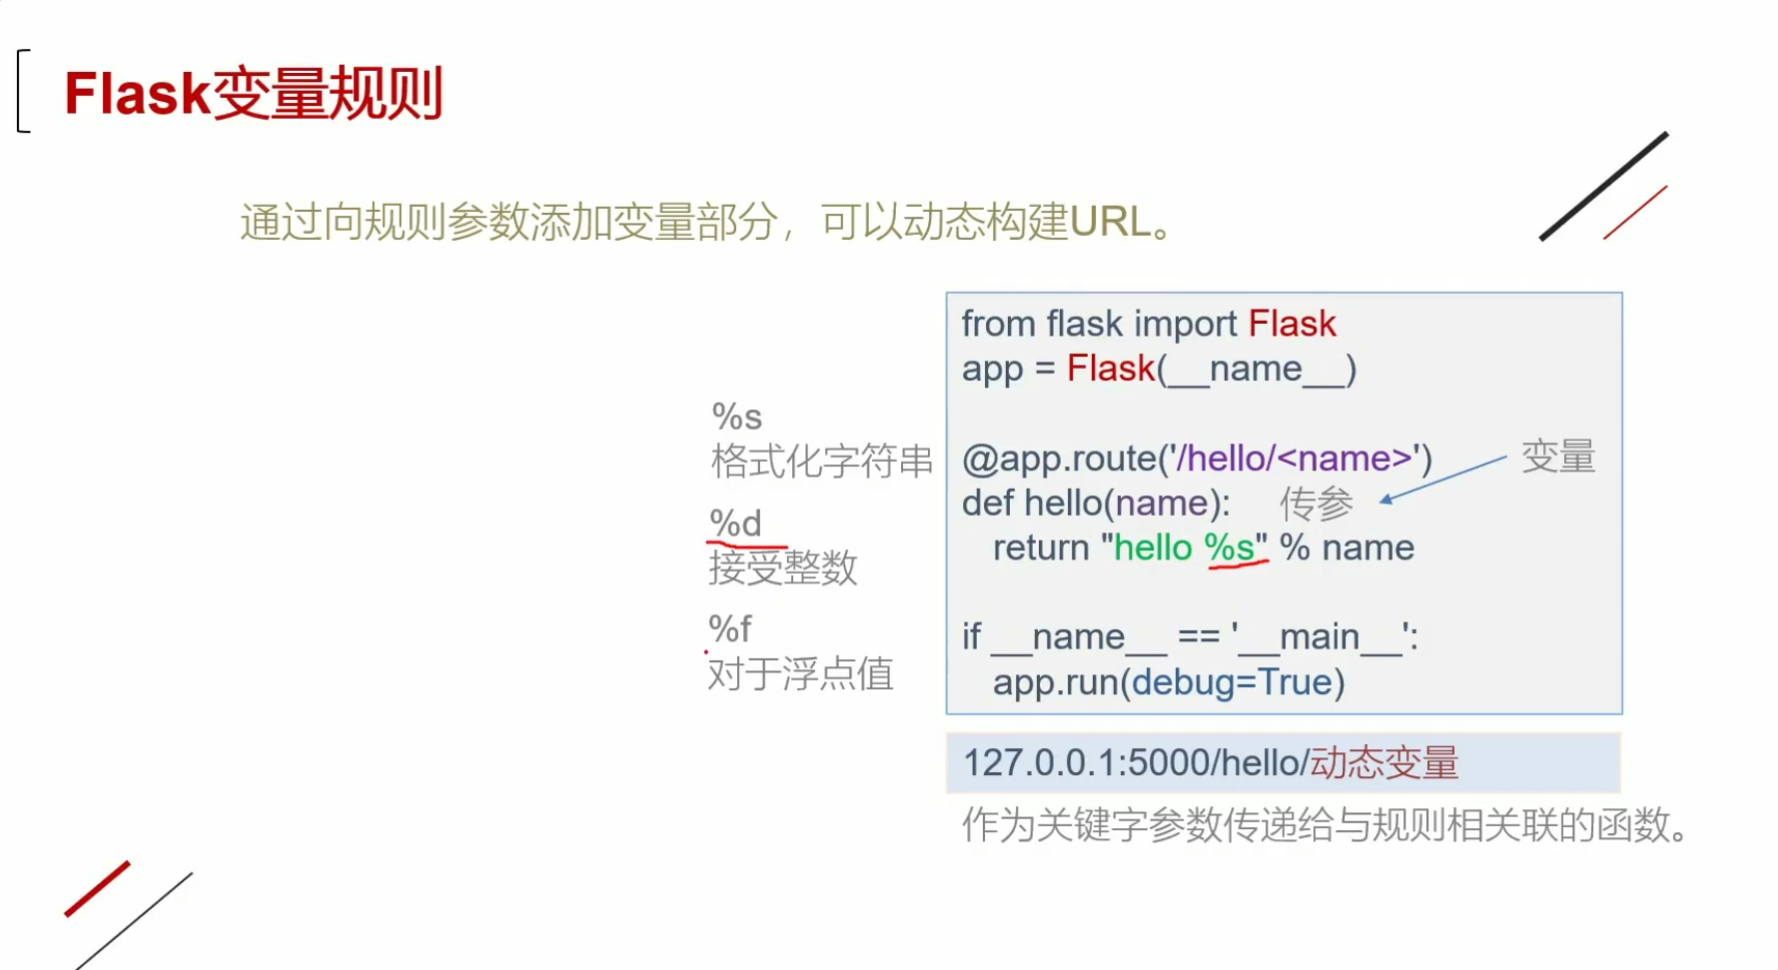 Flask变量规则
通过向规则参数添加变量部分，可以动态构建URL。
%s
格式化字符串
%d
接受整数
%f
对于浮点值
from flask import Flask
app = Flask(__name__)
@app.route('/hello/<name>')
变量
def hello(name):
传参
return "hello %s" % name
if __name__ == '__main__':
app.run(debug=True)
127.0.0.1:5000/hello/动态变量
作为关键字参数传递给与规则相关联的函数。